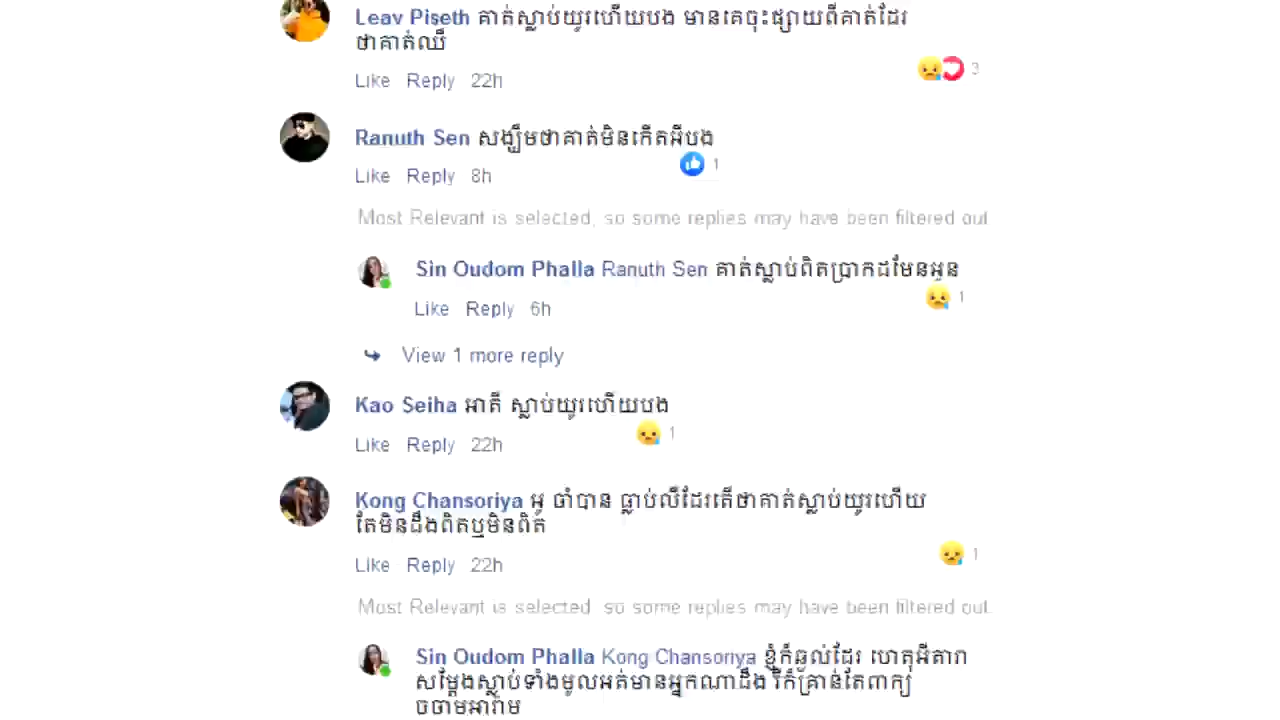 Leav Piseth គាត់ស្លាប់យូរហើយបង មានគេចុះផ្សាយពីគាត់ដែរ
ថាគាត់ឈឺ
Like Reply 22h
3
Ranuth Sen សង្ឃឹមថាគាត់មិនកើតអីបង
1
Like Reply 8h
Most Relevant is selected, so some replies may have been filtered out
Sin Oudom Phalla Ranuth Sen គាត់ស្លាប់ពិតប្រាកដមែនអូន
1
Like Reply 6h
View 1 more reply
Kao Seiha អាតី ស្លាប់យូរហើយបង
1
Like Reply 22h
Kong Chansoriya អូ ចាំបាន ធ្លាប់លឺដែរតើថាគាត់ស្លាប់យូរហើយ
តែមិនដឹងពិតឬមិនពិត
1
Like Reply 22h
Most Relevant is selected, so some replies may have been filtered out.
Sin Oudom Phalla Kong Chansoriya ខ្ញុំក៏ឆ្ងល់ដែរ ហេតុអីតារា
សម្តែងស្លាប់ទាំងមូលអត់មានអ្នកណាដឹង រឺក៏គ្រាន់តែពាក្យ
ចចាមអារ៉ាម